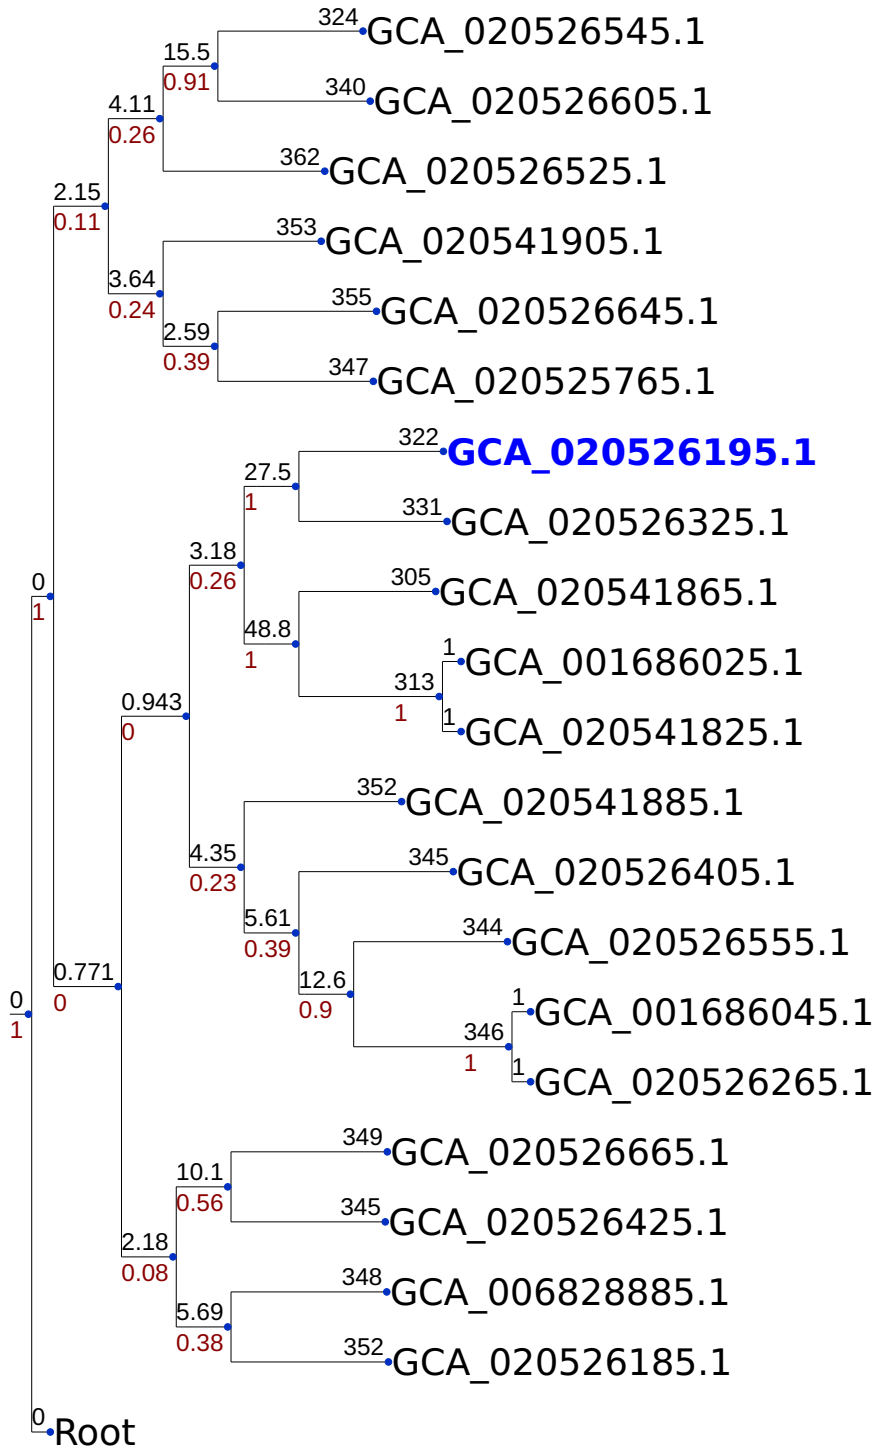 324 GCA_020526545.1
15.5
0.91
340 GCA_020526605.1
4.11
0.26
362 GCA_020526525.1
2.15
0.11
353 GCA_020541905.1
3.64
0.24
355 GCA_020526645.1
2.59
0.39
347 GCA_020525765.1
322 GCA_020526195.1
27.5
1
331 GCA_020526325.1
3.18
0.26
0
1
305 GCA_020541865.1
48.8
1
1 GCA_001686025.1
313
1
1 GCA_020541825.1
0.943
0
352 GCA_020541885.1
4.35
0.23
345 GCA_020526405.1
5.61
0.39
344 GCA_020526555.1
0.771
0
12.6
0.9
0
1
1 GCA_001686045.1
346
1
1 GCA_020526265.1
349 GCA_020526665.1
10.1
0.56
345 GCA_020526425.1
2.18
0.08
348 GCA_006828885.1
5.69
0.38
352 GCA_020526185.1
0 Root